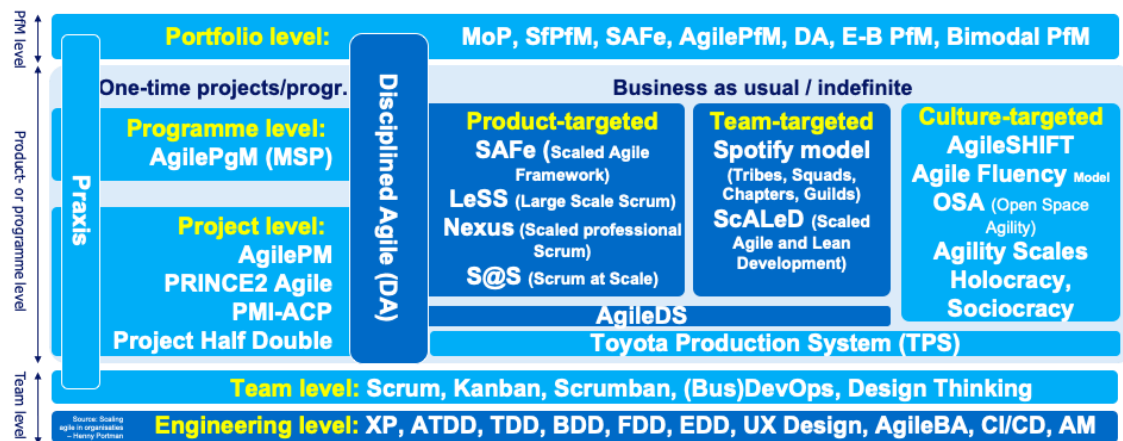 PfM level
Portfolio level:
MoP, SfPfM, SAFe, AgilePfM, DA, E-B PfM, Bimodal PfM
Product- or programme level
Praxis
One-time projects/progr.
Programme level:
AgilePgM (MSP)
Project level:
AgilePM
PRINCE2 Agile
PMI-ACP
Project Half Double
Disciplined Agile (DA)
Business as usual / indefinite
Product-targeted
SAFe (Scaled Agile
Framework)
LeSS (Large Scale Scrum)
Nexus (Scaled professional
Scrum)
S@S (Scrum at Scale)
Team-targeted
Spotify model
(Tribes, Squads,
Chapters, Guilds)
ScALeD (Scaled
Agile and Lean
Development)
Culture-targeted
AgileSHIFT
Agile Fluency Model
OSA (Open Space
Agility)
Agility Scales
Holocracy,
Sociocracy
AgileDS
Toyota Production System (TPS)
Team level
Team level: Scrum, Kanban, Scrumban, (Bus)DevOps, Design Thinking
Source: Scaling
agile in organisaties
– Henny Portman
Engineering level: XP, ATDD, TDD, BDD, FDD, EDD, UX Design, AgileBA, CI/CD, AM